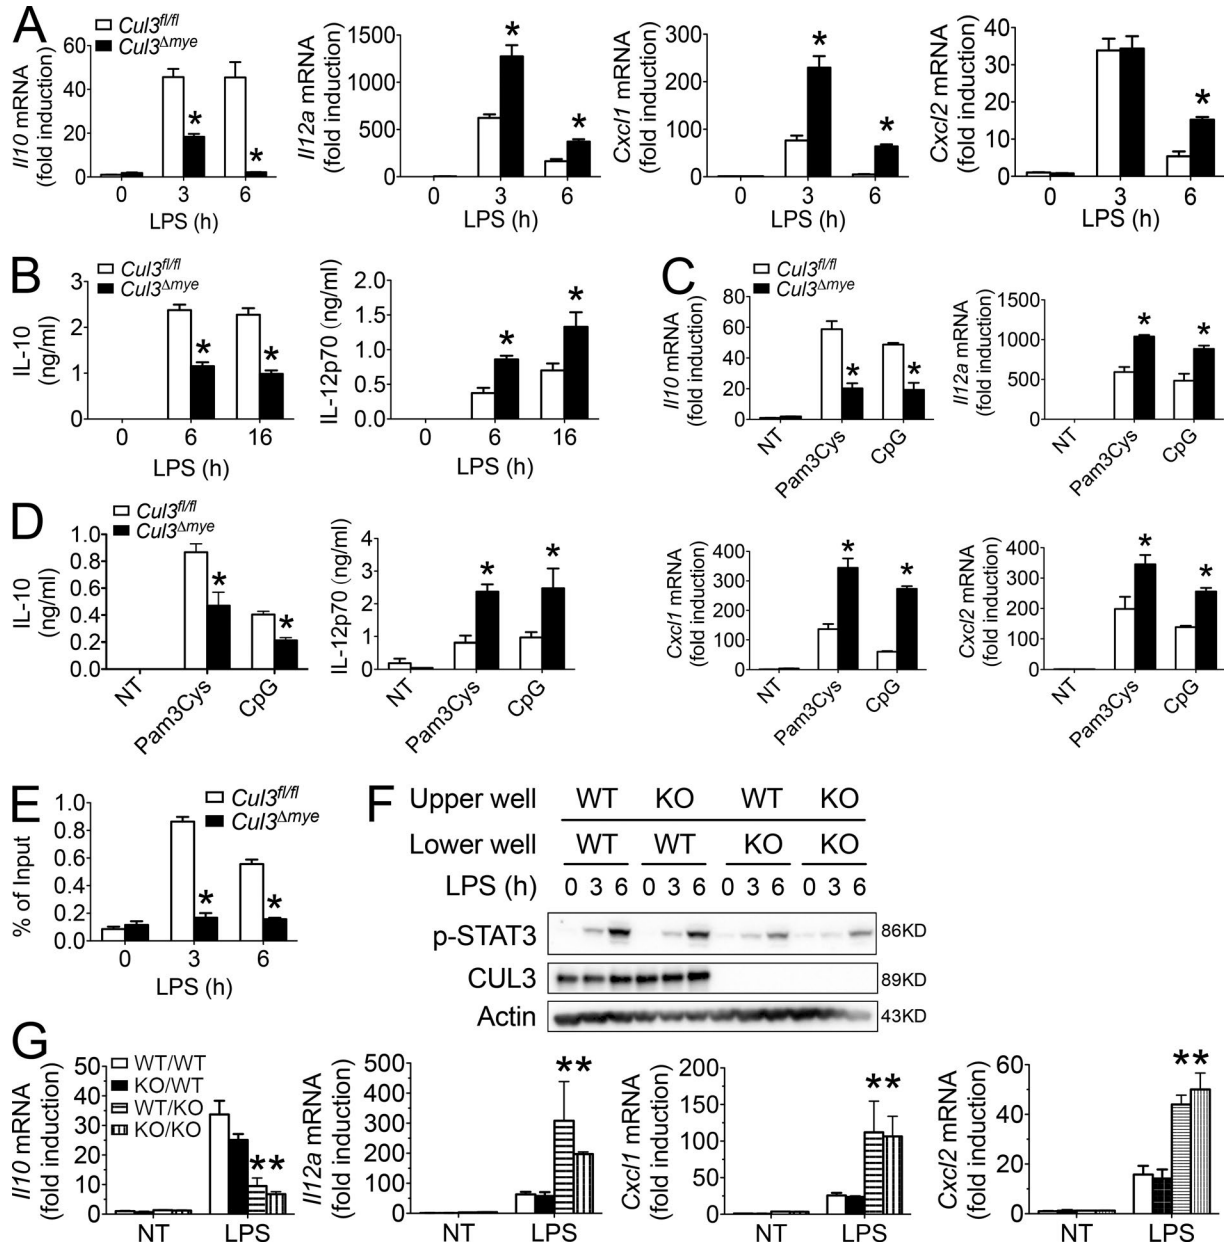 A
Cul3fl/fl
Cul3Δmye
Il10 mRNA
(fold induction)
60
40
20
0
0 3 6
LPS (h)
Il12a mRNA
(fold induction)
1500
1000
500
0
0 3 6
LPS (h)
Cxcl1 mRNA
(fold induction)
300
200
100
0
0 3 6
LPS (h)
Cxcl2 mRNA
(fold induction)
40
30
20
10
0
0 3 6
LPS (h)
* * * * * * *
B
Cul3fl/fl
Cul3Δmye
IL-10
(ng/ml)
3
2
1
0
0 6 16
LPS (h)
* *
IL-12p70 (ng/ml)
2.0
1.5
1.0
0.5
0.0
0 6 16
LPS (h)
* *
C
Cul3fl/fl
Cul3Δmye
Il10 mRNA
(fold induction)
80
60
40
20
0
NT Pam3Cys CpG
* *
Il12a mRNA
(fold induction)
1500
1000
500
0
NT Pam3Cys CpG
* *
Cxcl1 mRNA
(fold induction)
400
300
200
100
0
NT Pam3Cys CpG
* *
Cxcl2 mRNA
(fold induction)
400
300
200
100
0
NT Pam3Cys CpG
* *
D
Cul3fl/fl
Cul3Δmye
IL-10
(ng/ml)
1.0
0.8
0.6
0.4
0.2
0.0
NT Pam3Cys CpG
* *
IL-12p70 (ng/ml)
4
3
2
1
0
NT Pam3Cys CpG
* *
E
Cul3fl/fl
Cul3Δmye
% of Input
1.0
0.8
0.6
0.4
0.2
0.0
0 3 6
LPS (h)
* *
F
Upper well WT KO WT KO
Lower well WT WT KO KO
LPS (h) 0 3 6 0 3 6 0 3 6 0 3 6
p-STAT3 86KD
CUL3 89KD
Actin 43KD
G
WT/WT
KO/WT
WT/KO
KO/KO
Il10 mRNA
(fold induction)
50
40
30
20
10
0
NT LPS
**
Il12a mRNA
(fold induction)
500
400
300
200
100
0
NT LPS
**
Cxcl1 mRNA
(fold induction)
200
150
100
50
0
NT LPS
**
Cxcl2 mRNA
(fold induction)
60
40
20
0
NT LPS
**